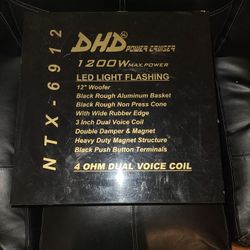 DHD POWER CRUISER
1200W MAX.POWER
LED LIGHT FLASHING
12" Woofer
Black Rough Aluminum Basket
Black Rough Non Press Cone
With Wide Rubber Edge
3 Inch Dual Voice Coil
Double Damper & Magnet
Heavy Duty Magnet Structure
Black Push Button Terminals
4 OHM DUAL VOICE COIL
NTX-6912